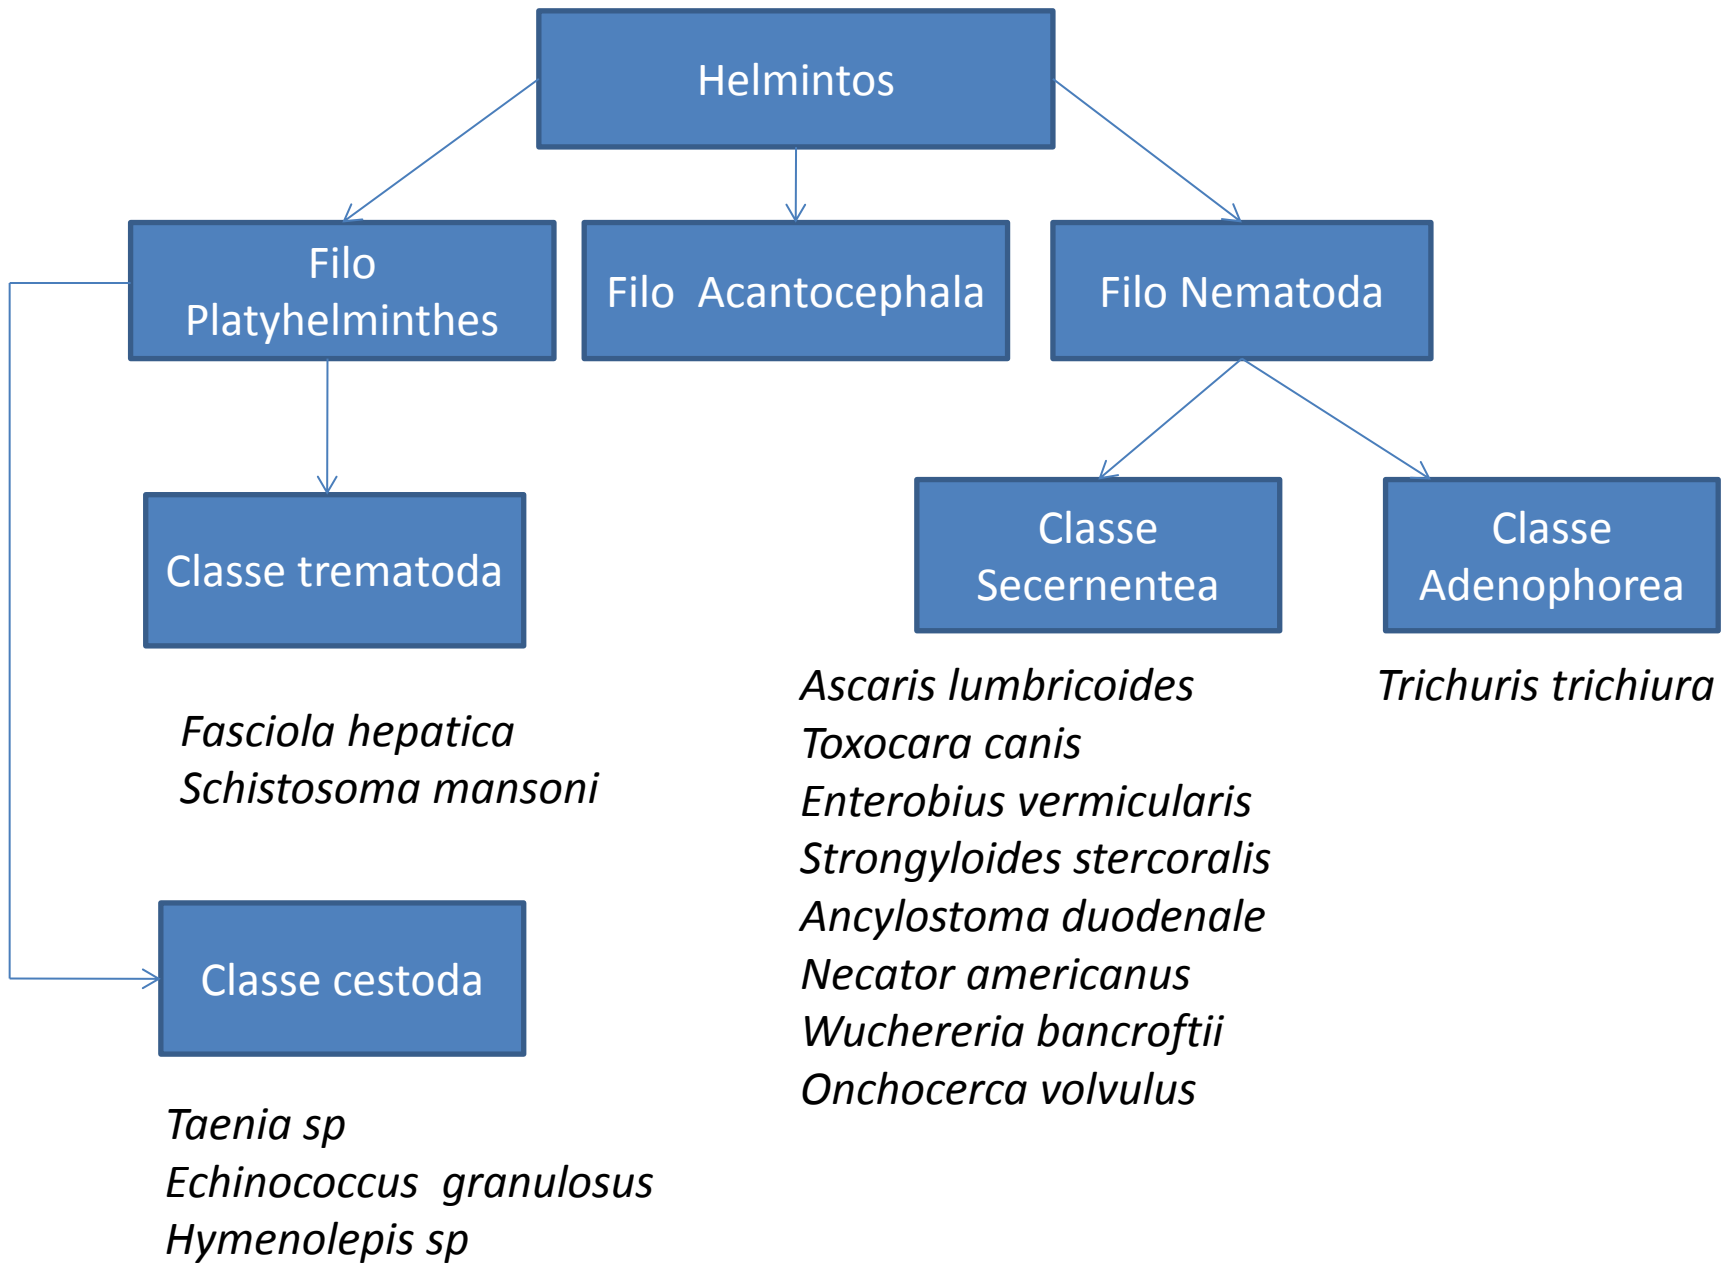 Helmintos
Filo
Platyhelminthes
Filo  Acantocephala
Filo Nematoda
Classe trematoda
Classe
Secernentea
Classe
Adenophorea
Fasciola hepatica
Schistosoma mansoni
Ascaris lumbricoides
Toxocara canis
Enterobius vermicularis
Strongyloides stercoralis
Ancylostoma duodenale
Necator americanus
Wuchereria bancroftii
Onchocerca volvulus
Trichuris trichiura
Classe cestoda
Taenia sp
Echinococcus  granulosus
Hymenolepis sp